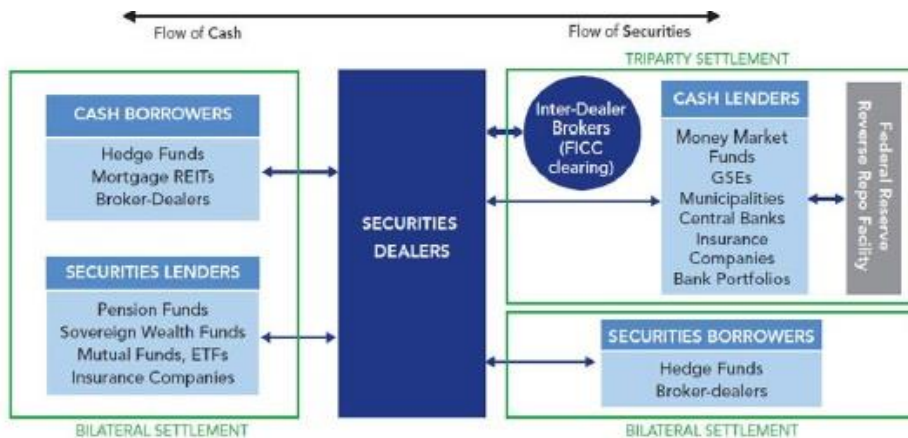 Flow of Cash
Flow of Securities
TRIPARTY SETTLEMENT
CASH BORROWERS
Hedge Funds
Mortgage REITs
Broker-Dealers
SECURITIES LENDERS
Pension Funds
Sovereign Wealth Funds
Mutual Funds, ETFs
Insurance Companies
BILATERAL SETTLEMENT
SECURITIES
DEALERS
Inter-Dealer
Brokers
(FICC
clearing)
CASH LENDERS
Money Market
Funds
GSEs
Municipalities
Central Banks
Insurance
Companies
Bank Portfolios
Federal Reserve
Reverse Repo Facility
SECURITIES BORROWERS
Hedge Funds
Broker-dealers
BILATERAL SETTLEMENT